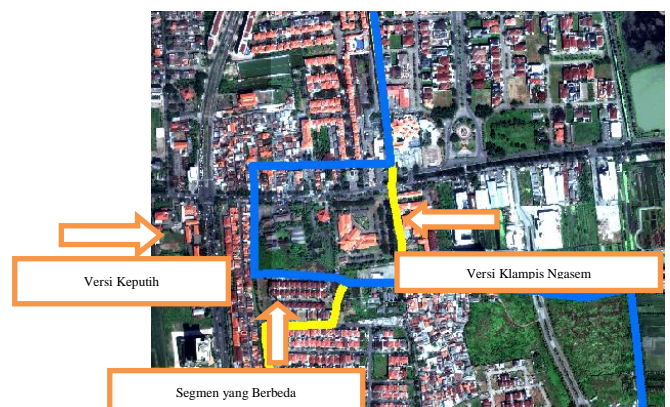 Versi Keputih
Versi Klampis Ngasem
Segmen yang Berbeda